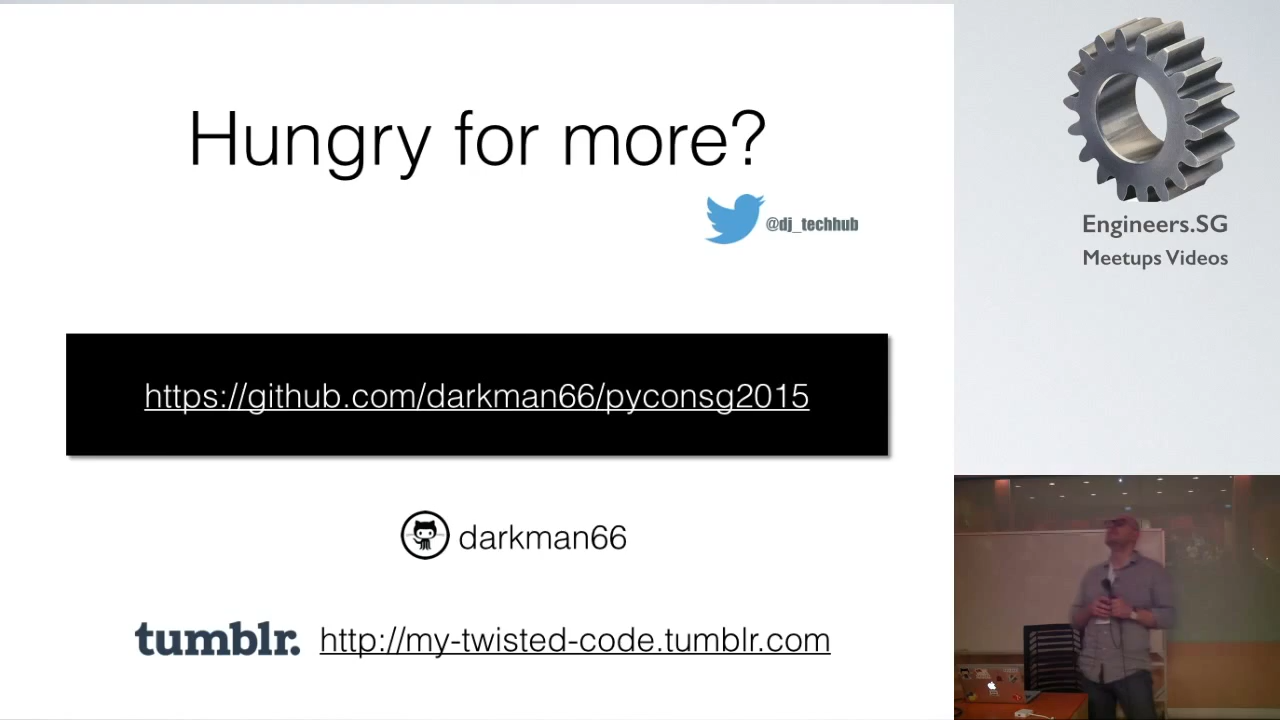 Hungry for more?
@dj_techhub
https://github.com/darkman66/pyconsg2015
darkman66
tumblr. http://my-twisted-code.tumblr.com
Engineers.SG
Meetups Videos